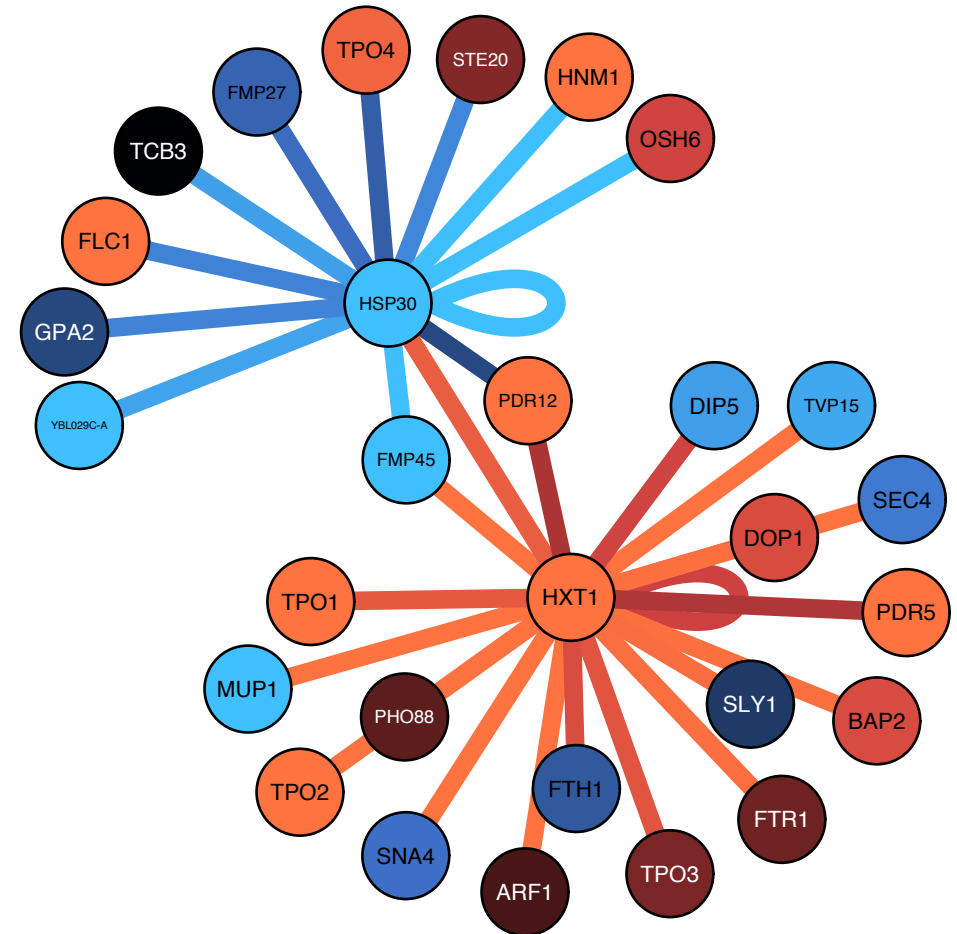 TPO4
STE20
HNM1
FMP27
OSH6
TCB3
FLC1
HSP30
GPA2
PDR12
DIP5
TVP15
YBL029C-A
FMP45
SEC4
DOP1
HXT1
TPO1
PDR5
MUP1
SLY1
PHO88
BAP2
FTH1
TPO2
FTR1
SNA4
TPO3
ARF1